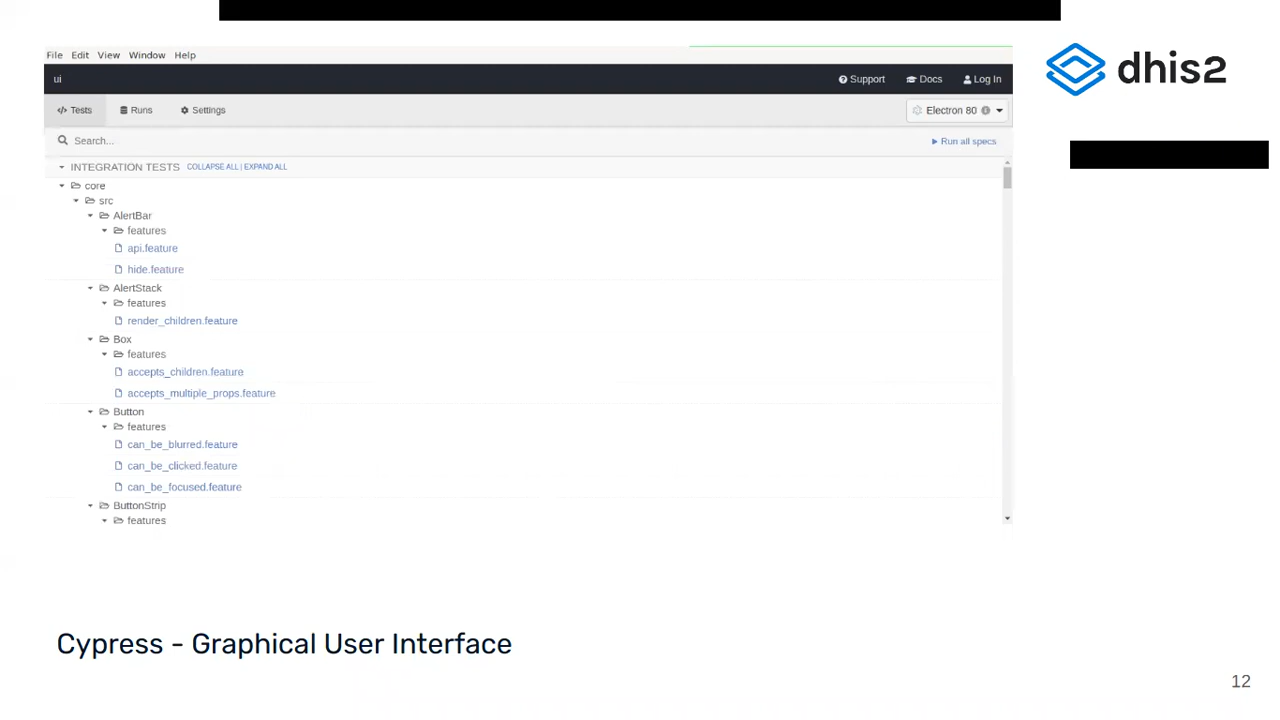 File Edit View Window Help
dhis2
ui Support Docs Log In
Tests Runs Settings Electron 80
Search... Run all specs
INTEGRATION TESTS COLLAPSE ALL | EXPAND ALL
core
src
AlertBar
features
api.feature
hide.feature
AlertStack
features
render_children.feature
Box
features
accepts_children.feature
accepts_multiple_props.feature
Button
features
can_be_blurred.feature
can_be_clicked.feature
can_be_focused.feature
ButtonStrip
features
Cypress - Graphical User Interface
12